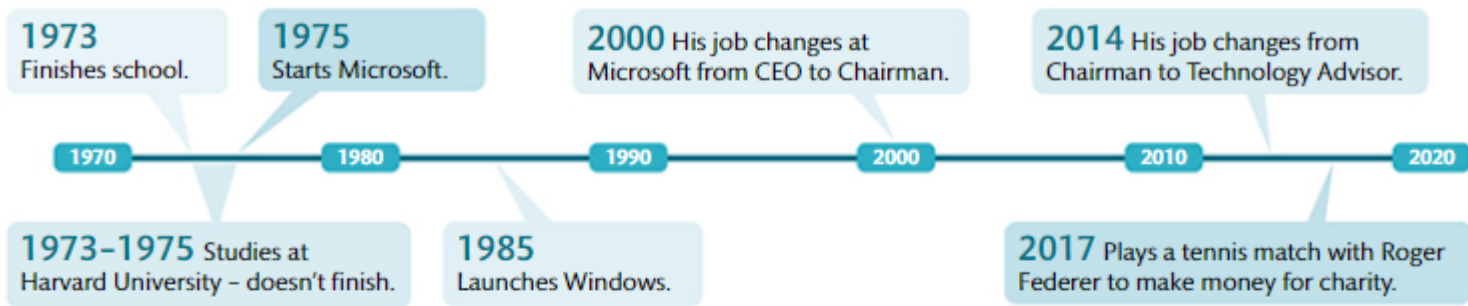 1973
Finishes school.
1975
Starts Microsoft.
2000 His job changes at
Microsoft from CEO to Chairman.
2014 His job changes from
Chairman to Technology Advisor.
1970
1980
1990
2000
2010
2020
1973–1975 Studies at
Harvard University – doesn't finish.
1985
Launches Windows.
2017 Plays a tennis match with Roger
Federer to make money for charity.